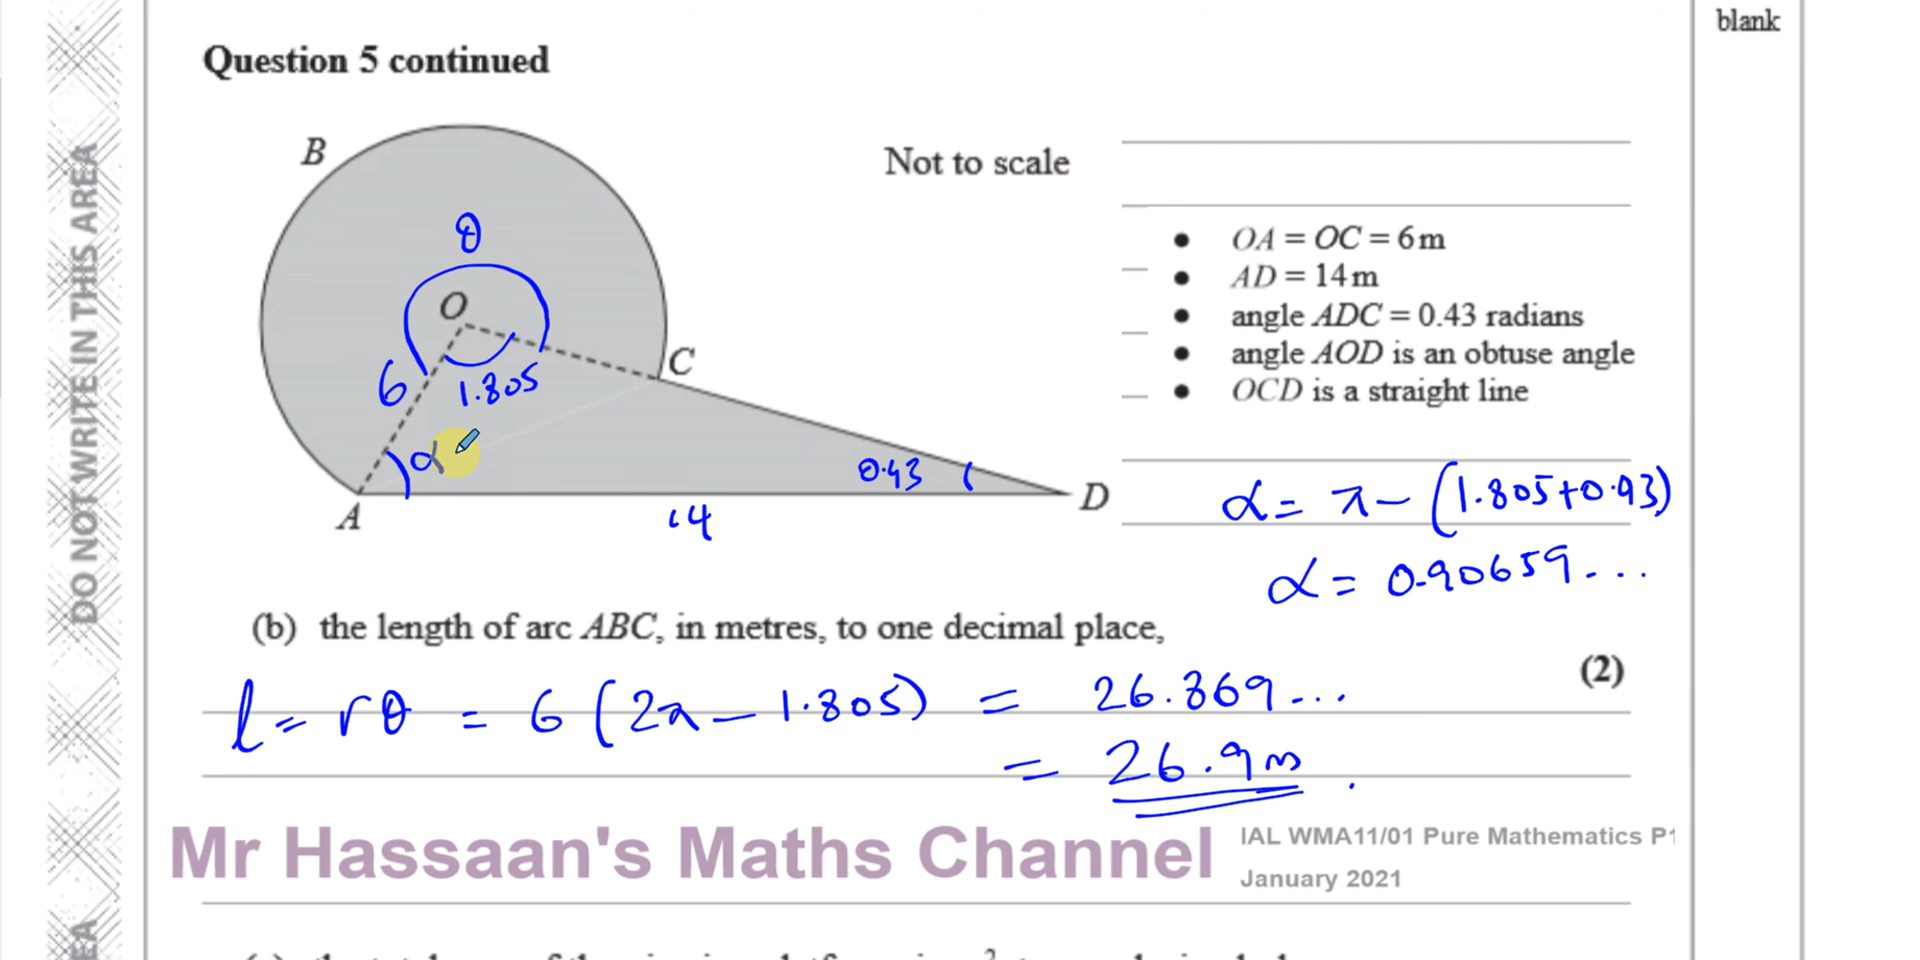 blank
Question 5 continued
B
Not to scale
θ
O
C
6
1.805
α
0.43
A
14
D
• OA = OC = 6 m
• AD = 14 m
• angle ADC = 0.43 radians
• angle AOD is an obtuse angle
• OCD is a straight line
α = π − (1.805+0.43)
α = 0.90659...
(b) the length of arc ABC, in metres, to one decimal place,
(2)
l = rθ = 6 (2π − 1.805) = 26.869...
= 26.9m.
Mr Hassaan's Maths Channel
IAL WMA11/01 Pure Mathematics P1
January 2021
DO NOT WRITE IN THIS AREA
EA